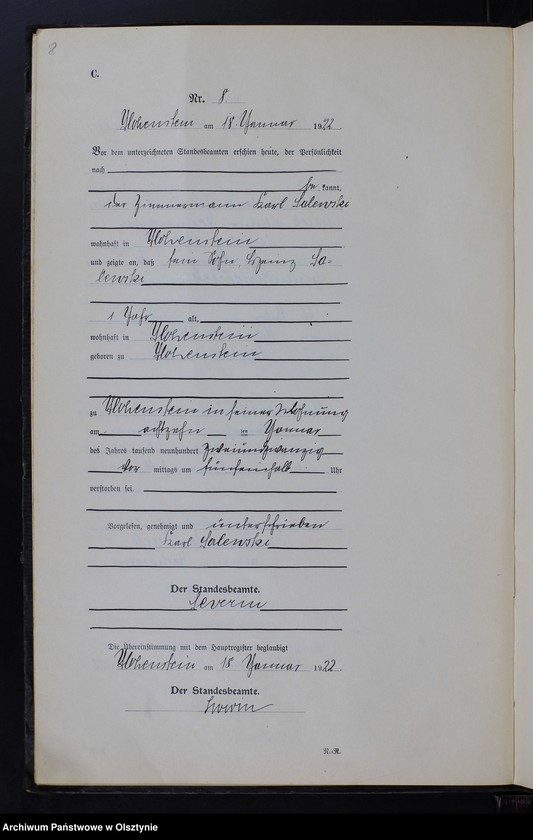 8
C.
Nr. 8
Hohenstein am 18. Januar 1922
Vor dem unterzeichneten Standesbeamten erschien heute, der Persönlichkeit
nach
be kannt,
der Zimmermann Karl Salewski
wohnhaft in Hohenstein
und zeigte an, daß sein Sohn, Sa-
lewski
1 Jahr alt,
wohnhaft in Hohenstein
geboren zu Hohenstein
zu Hohenstein in seiner Wohnung
am achtzehn ten Januar
des Jahres tausend neunhundert zweiundzwanzig
Vor mittags um fünfeinhalb Uhr
verstorben sei.
Vorgelesen, genehmigt und unterschrieben
Karl Salewski
Der Standesbeamte.
Severin
Die Übereinstimmung mit dem Hauptregister beglaubigt
Hohenstein am 18 Januar 1922
Der Standesbeamte.
Severin
N.-R.
Archiwum Państwowe w Olsztynie